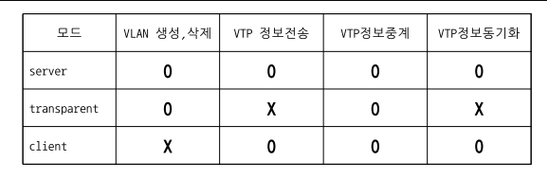 모드 VLAN 생성,삭제 VTP 정보전송 VTP정보중계 VTP정보동기화
server O O O O
transparent O X O X
client X O O O